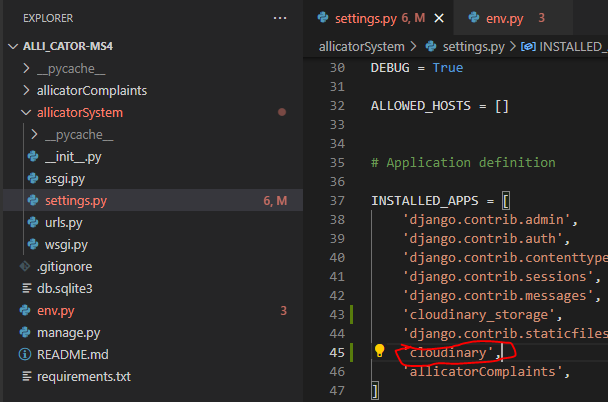 EXPLORER
ALLI_CATOR-MS4
__pycache__
allicatorComplaints
allicatorSystem
__pycache__
__init__.py
asgi.py
settings.py 6, M
urls.py
wsgi.py
.gitignore
db.sqlite3
env.py 3
manage.py
README.md
requirements.txt
settings.py 6, M
env.py 3
allicatorSystem > settings.py > INSTALLED_
30 DEBUG = True
31
32 ALLOWED_HOSTS = []
33
34
35 # Application definition
36
37 INSTALLED_APPS = [
38 'django.contrib.admin',
39 'django.contrib.auth',
40 'django.contrib.contenttype
41 'django.contrib.sessions',
42 'django.contrib.messages',
43 'cloudinary_storage',
44 'django.contrib.staticfiles
45 'cloudinary',
46 'allicatorComplaints',
47 ]